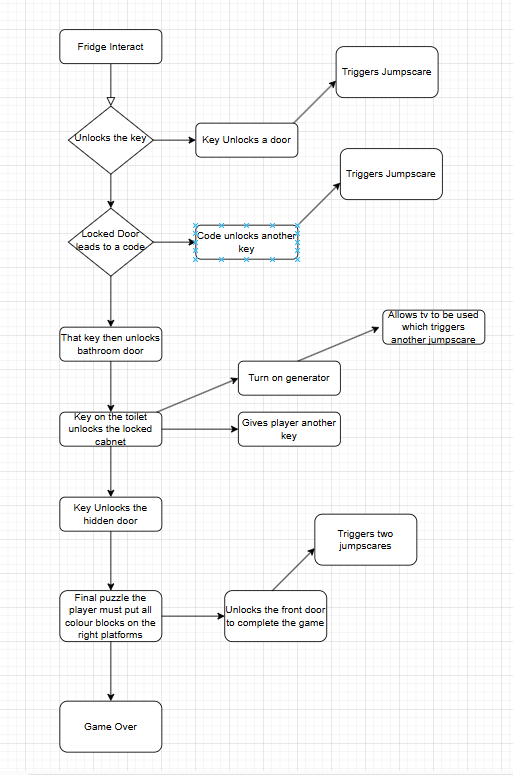 Fridge Interact
Triggers Jumpscare
Unlocks the key
Key Unlocks a door
Triggers Jumpscare
Locked Door
leads to a code
Code unlocks another
key
Allows tv to be used
which triggers
another jumpscare
That key then unlocks
bathroom door
Turn on generator
Key on the toilet
unlocks the locked
cabnet
Gives player another
key
Key Unlocks the
hidden door
Triggers two
jumpscares
Final puzzle the
player must put all
colour blocks on the
right platforms
Unlocks the front door
to complete the game
Game Over